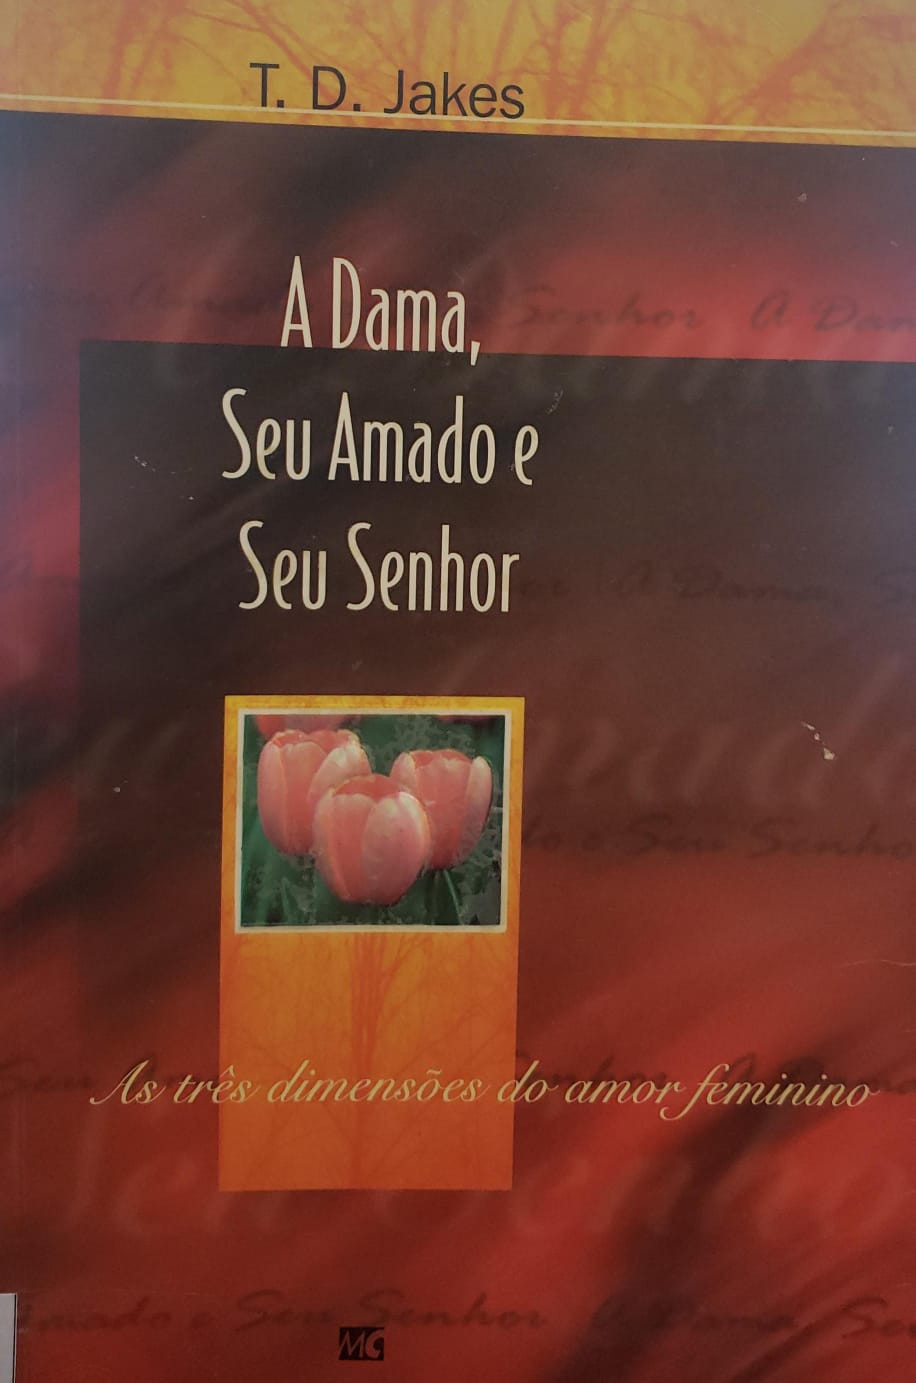 T. D. Jakes
A Dama,
Seu Amado e
Seu Senhor
As três dimensões do amor feminino
MC